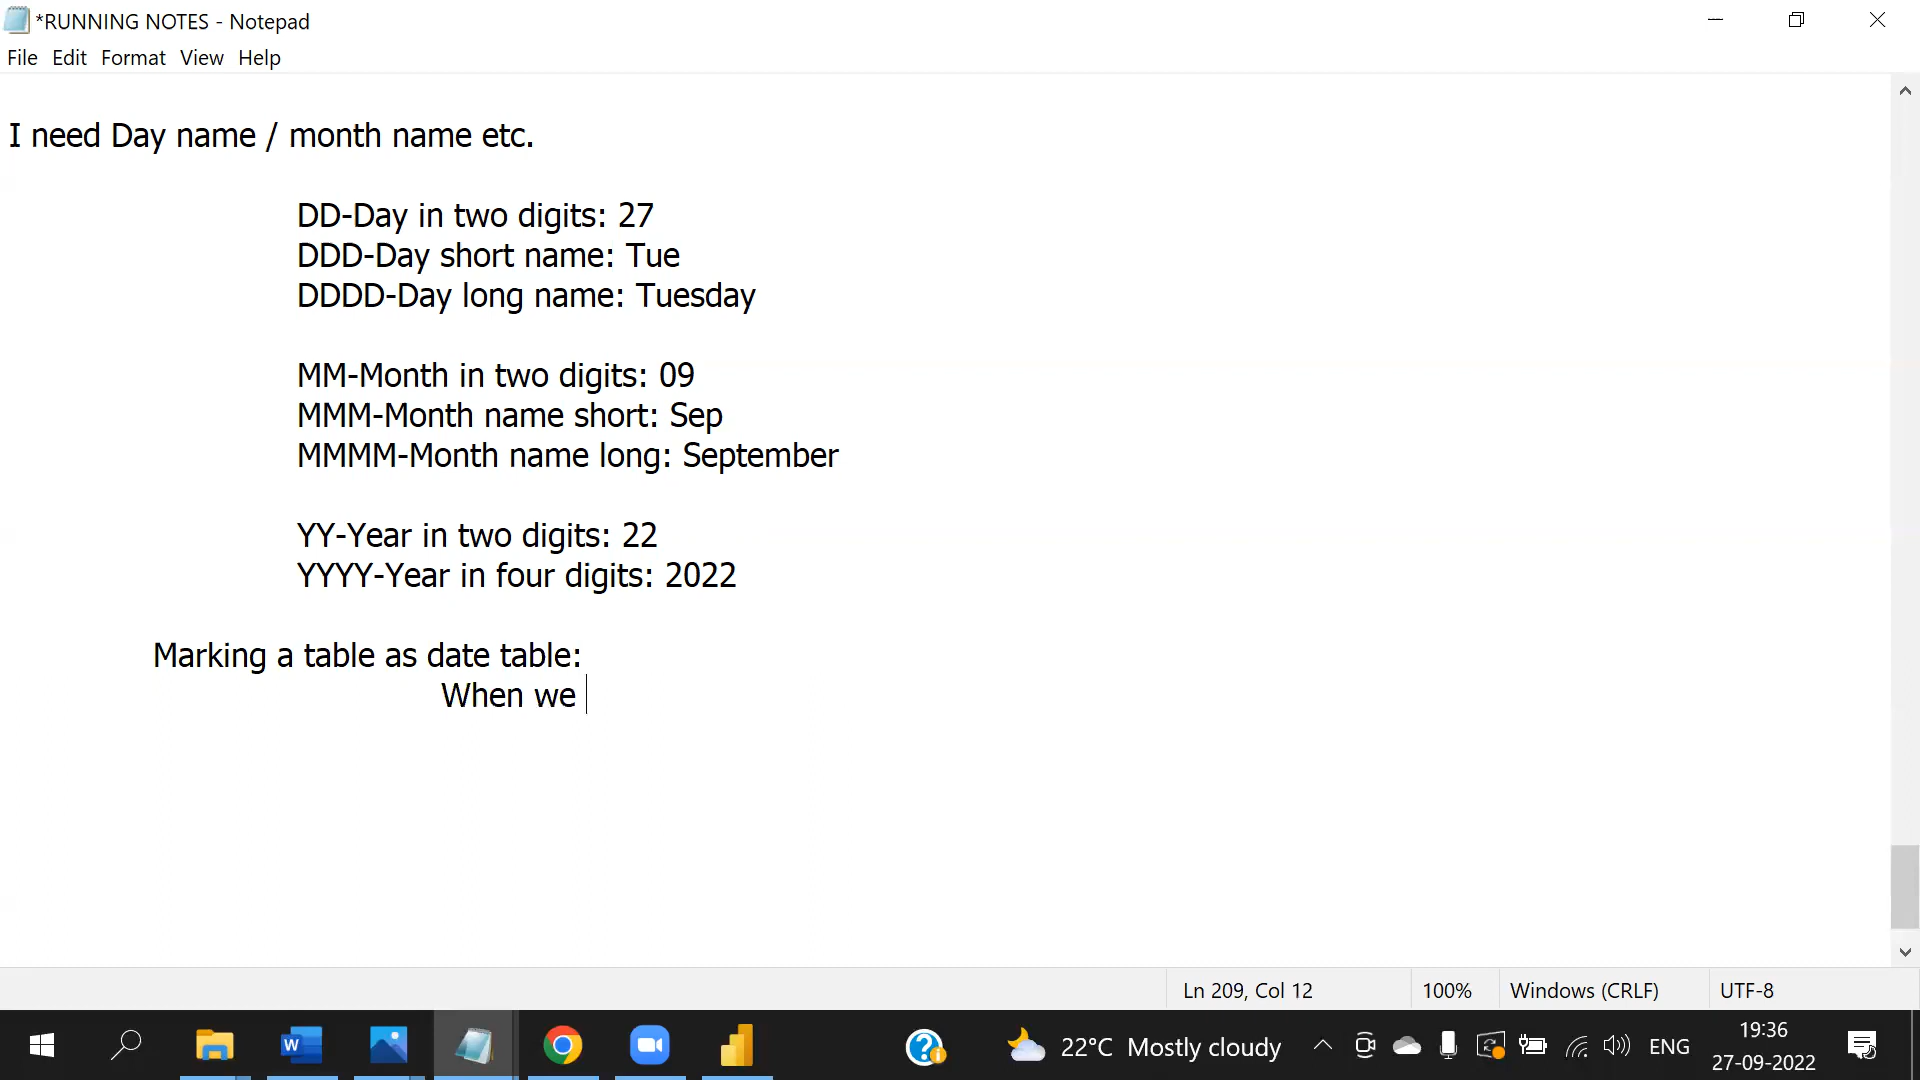 *RUNNING NOTES - Notepad
File Edit Format View Help
I need Day name / month name etc.
DD-Day in two digits: 27
DDD-Day short name: Tue
DDDD-Day long name: Tuesday
MM-Month in two digits: 09
MMM-Month name short: Sep
MMMM-Month name long: September
YY-Year in two digits: 22
YYYY-Year in four digits: 2022
Marking a table as date table:
When we
Ln 209, Col 12 100% Windows (CRLF) UTF-8
22°C Mostly cloudy ENG 19:36
27-09-2022